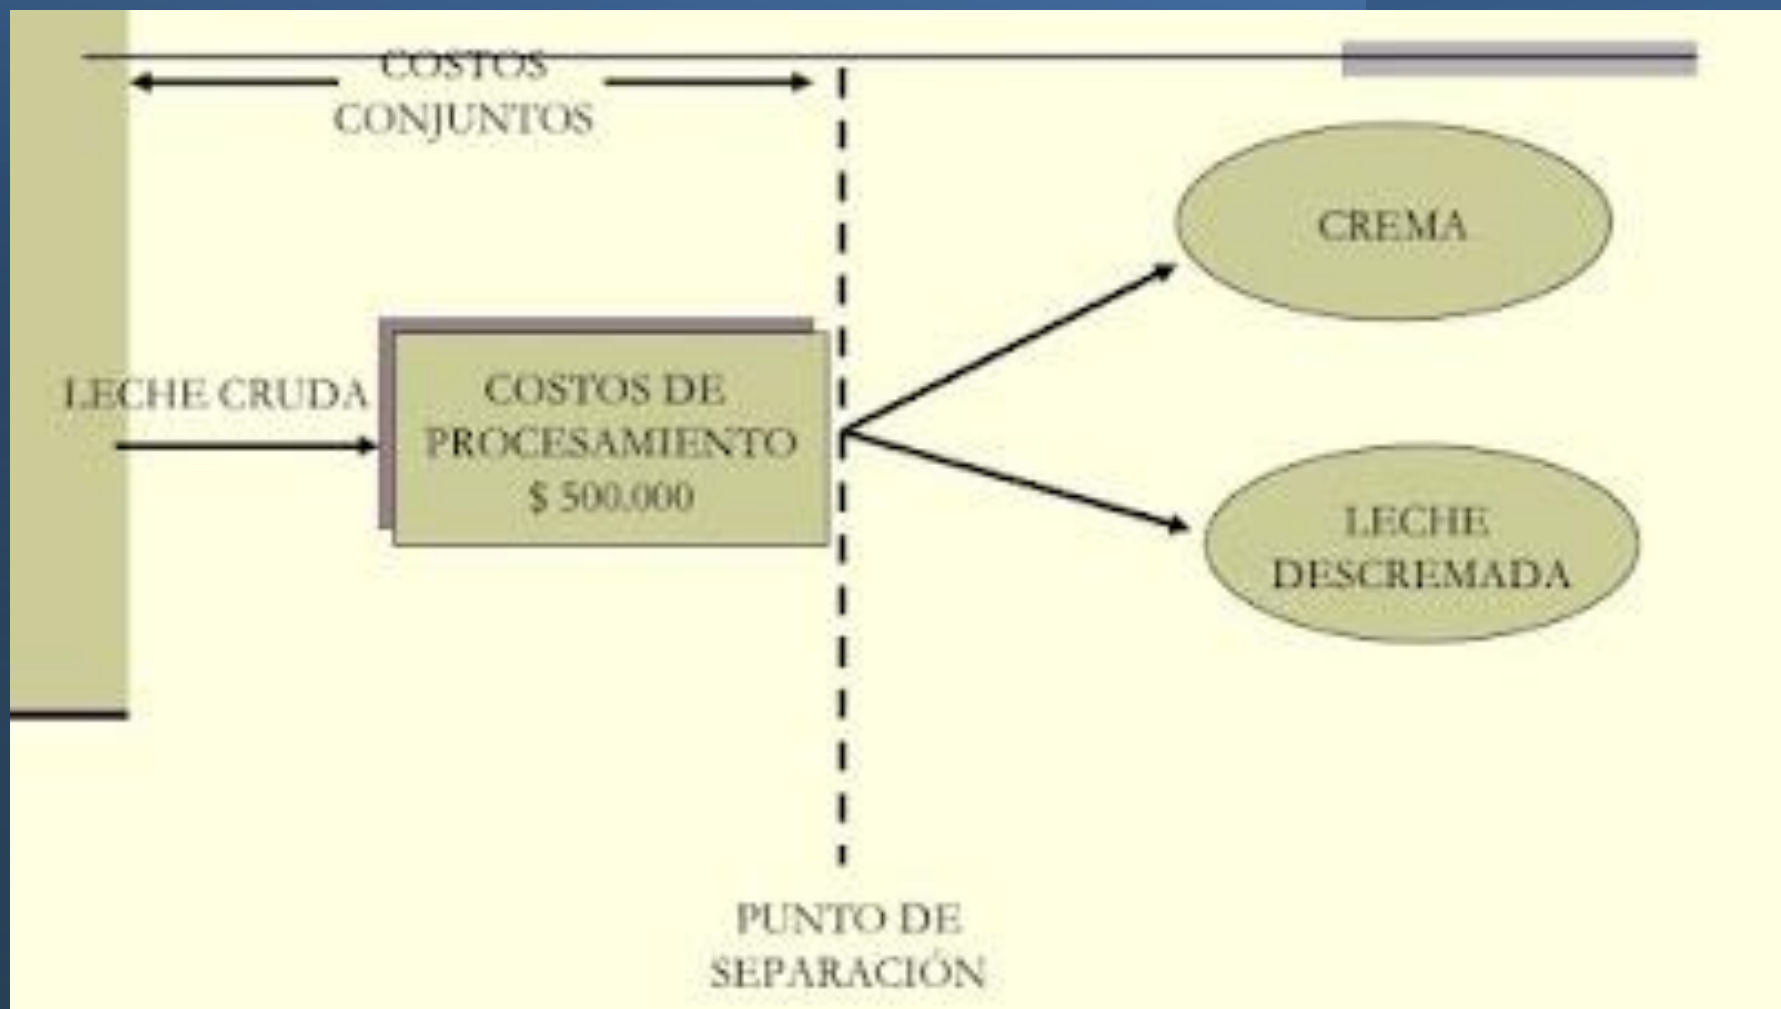 COSTOS
CONJUNTOS
CREMA
LECHE CRUDA
COSTOS DE
PROCESAMIENTO
$ 500.000
LECHE
DESCREMADA
PUNTO DE
SEPARACIÓN